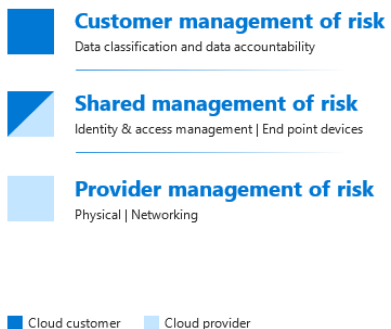 Customer management of risk
Data classification and data accountability
Shared management of risk
Identity & access management | End point devices
Provider management of risk
Physical | Networking
Cloud customer
Cloud provider